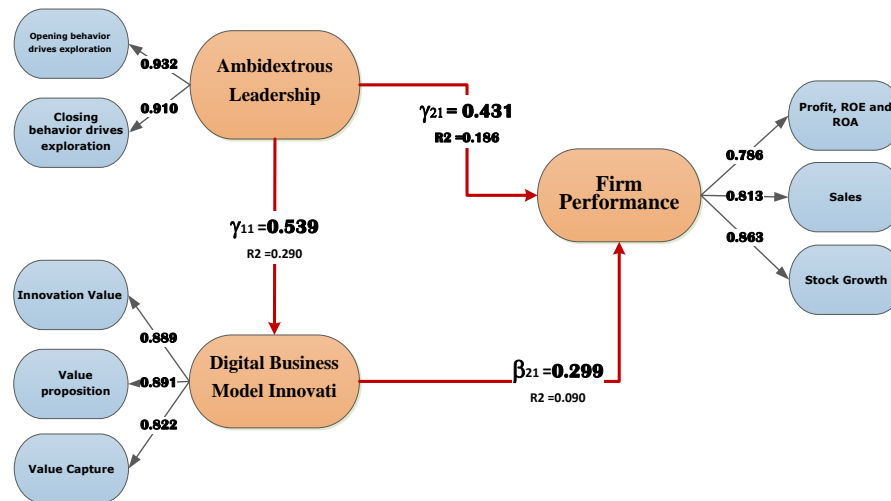 Opening behavior
drives exploration
0.932
Closing
behavior drives
exploration
0.910
Ambidextrous
Leadership
γ21 = 0.431
R2 =0.186
Profit, ROE and
ROA
0.786
Firm
Performance
0.813
Sales
0.863
Stock Growth
γ11 = 0.539
R2 =0.290
Innovation Value
0.889
Value
proposition
0.891
Value Capture
0.822
Digital Business
Model Innovati
β21 =0.299
R2 =0.090